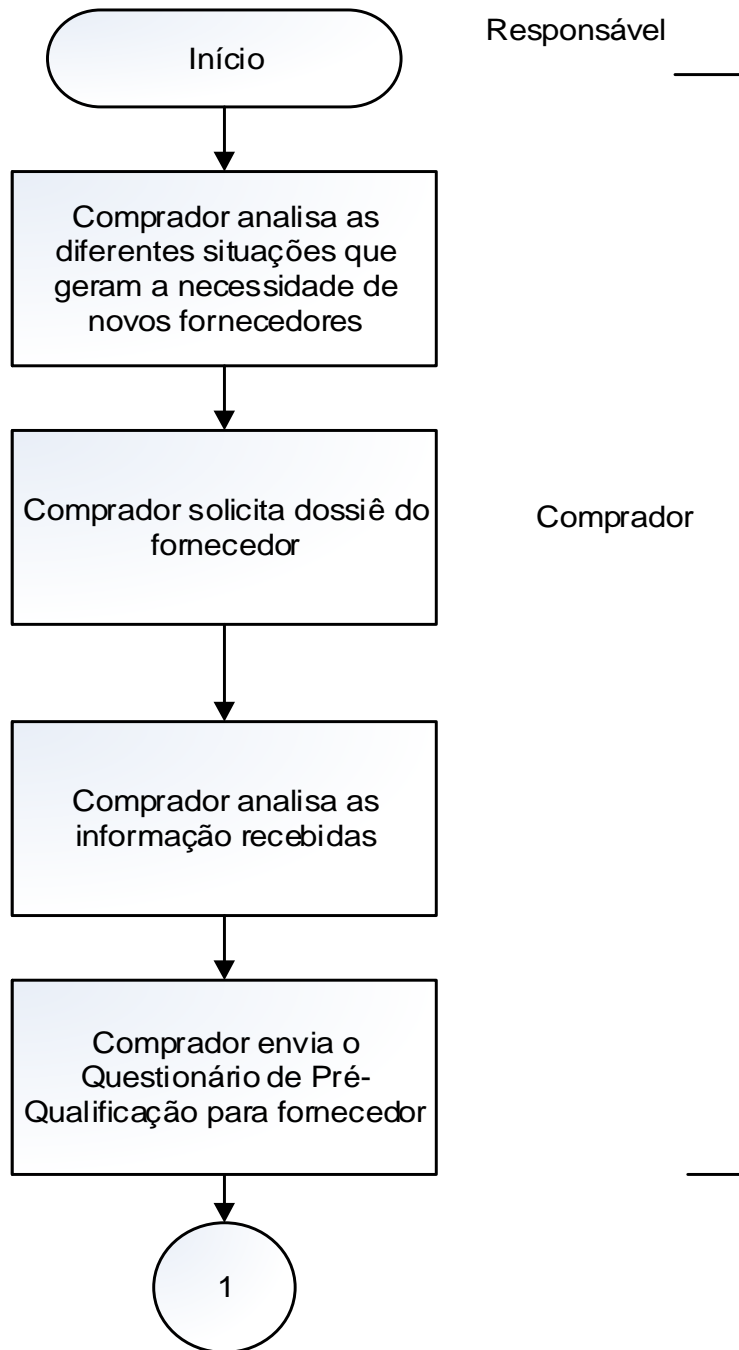 Início
Responsável
Comprador analisa as
diferentes situações que
geram a necessidade de
novos fornecedores
Comprador solicita dossiê do
fornecedor
Comprador
Comprador analisa as
informação recebidas
Comprador envia o
Questionário de Pré-
Qualificação para fornecedor
1